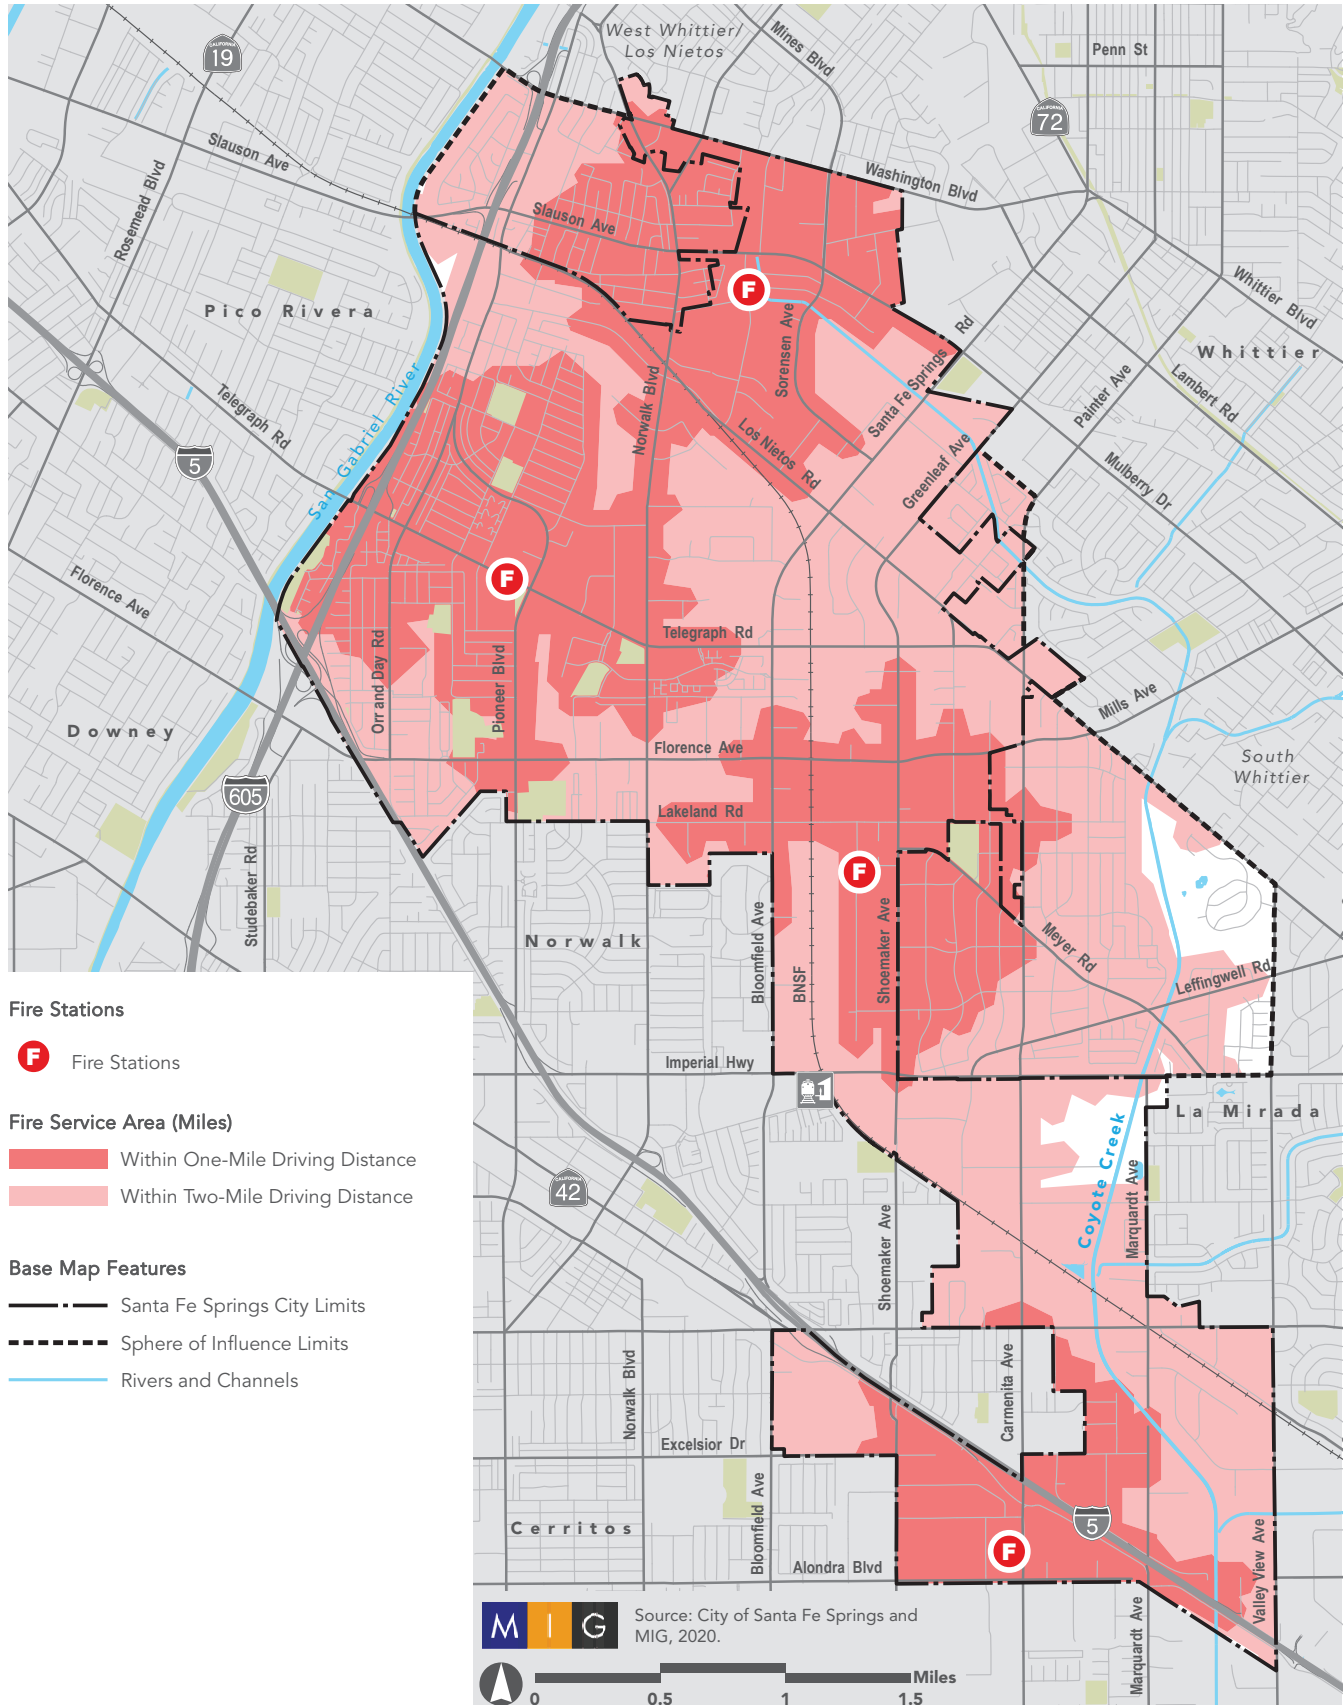 West Whittier/
Los Nietos
Mines Blvd
Penn St
CALIFORNIA
19
CALIFORNIA
72
Slauson Ave
Rosemead Blvd
Washington Blvd
Slauson Ave
Whittier Blvd
Pico Rivera
F
Sorensen Ave
Santa Fe Springs Rd
Whittier
Lambert Rd
Painter Ave
Telegraph Rd
San Gabriel River
Norwalk Blvd
Los Nietos Rd
Greenleaf Ave
Mulberry Dr
5
Florence Ave
F
Orr and Day Rd
Pioneer Blvd
Telegraph Rd
Mills Ave
Downey
Florence Ave
South
Whittier
605
Lakeland Rd
F
Studebaker Rd
Norwalk
Bloomfield Ave
BNSF
Shoemaker Ave
Meyer Rd
Leffingwell Rd
Imperial Hwy
La Mirada
Coyote Creek
Marquardt Ave
CALIFORNIA
42
Shoemaker Ave
Norwalk Blvd
Carmenita Ave
Excelsior Dr
Cerritos
Bloomfield Ave
5
F
Alondra Blvd
Valley View Ave
Marquardt Ave
Fire Stations
F
Fire Stations
Fire Service Area (Miles)
Within One-Mile Driving Distance
Within Two-Mile Driving Distance
Base Map Features
Santa Fe Springs City Limits
Sphere of Influence Limits
Rivers and Channels
M I G
Source: City of Santa Fe Springs and
MIG, 2020.
Miles
0 0.5 1 1.5